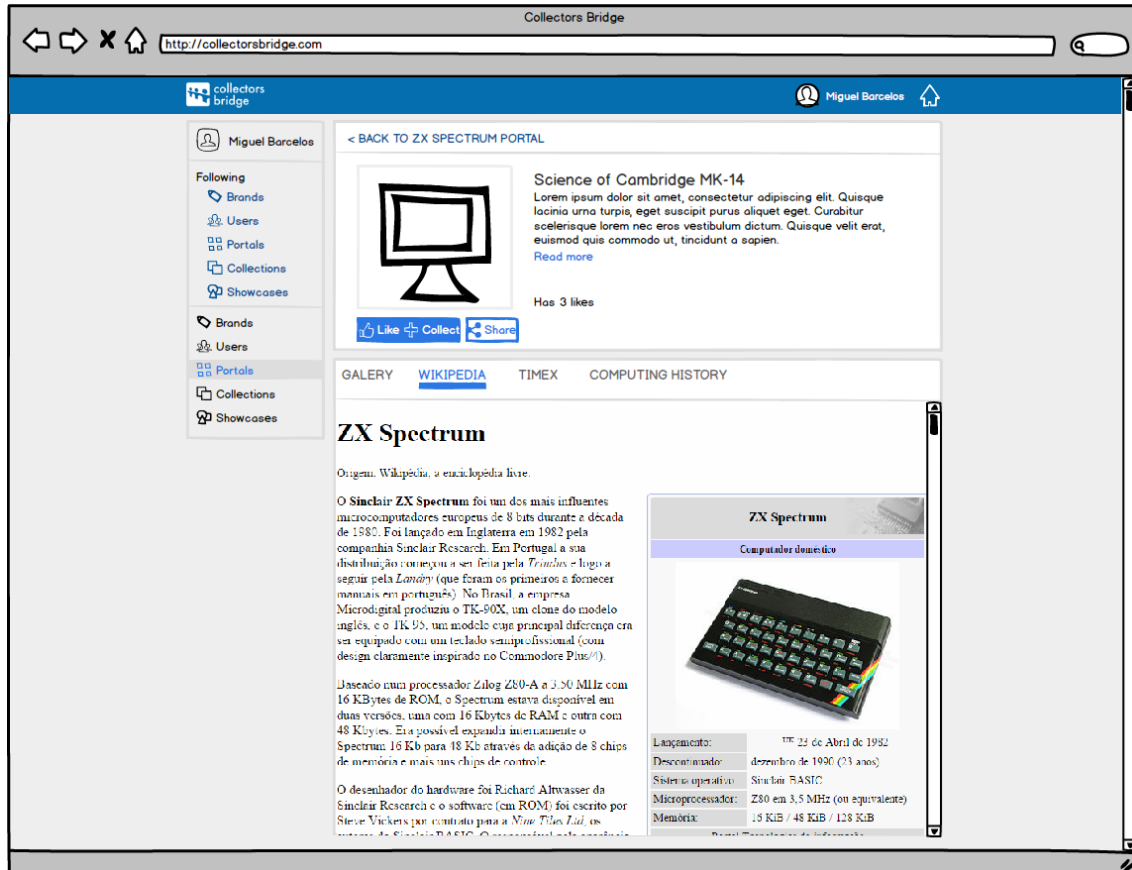 Collectors Bridge
http://collectorsbridge.com
collectors
bridge
Miguel Barcelos
Miguel Barcelos
Following
Brands
Users
Portals
Collections
Showcases
Brands
Users
Portals
Collections
Showcases
< BACK TO ZX SPECTRUM PORTAL
Science of Cambridge MK-14
Lorem ipsum dolor sit amet, consectetur adipiscing elit. Quisque
lacinia urna turpis, eget suscipit purus aliquet eget. Curabitur
scelerisque lorem nec eros vestibulum dictum. Quisque velit erat,
euismod quis commodo ut, tincidunt a sapien.
Read more
Has 3 likes
Like Collect Share
GALERY WIKIPEDIA TIMEX COMPUTING HISTORY
ZX Spectrum
Origem: Wikipédia, a enciclopédia livre.
O Sinclair ZX Spectrum foi um dos mais influentes
microcomputadores europeus de 8 bits durante a década
de 1980. Foi lançado em Inglaterra em 1982 pela
companhia Sinclair Research. Em Portugal a sua
distribuição começou a ser feita pela e logo a
seguir pela Landry (que foram os primeiros a fornecer
manuais em português). No Brasil, a empresa
Microdigital produziu o TK-90X, um clone do modelo
inglês, e o TK 95, um modelo cuja principal diferença era
ser equipado com um teclado semiprofissional (com
design claramente inspirado no Commodore Plus/4).
Baseado num processador Zilog Z80-A a 3,50 MHz com
16 KBytes de ROM, o Spectrum estava disponível em
duas versões, uma com 16 Kbytes de RAM e outra com
48 Kbytes. Era possível expandir internamente o
Spectrum 16 Kb para 48 Kb através da adição de 8 chips
de memória e mais uns chips de controle.
O desenhador do hardware foi Richard Altwasser da
Sinclair Research e o software (em ROM) foi escrito por
Steve Vickers por contrato para a Nine Tiles Ltd, os
ZX Spectrum
Computador doméstico
Lançamento: UK 23 de Abril de 1982
Descontinuado: dezembro de 1990 (23 anos)
Sistema operativo: Sinclair BASIC
Microprocessador: Z80 em 3,5 MHz (ou equivalente)
Memória: 16 KiB / 48 KiB / 128 KiB